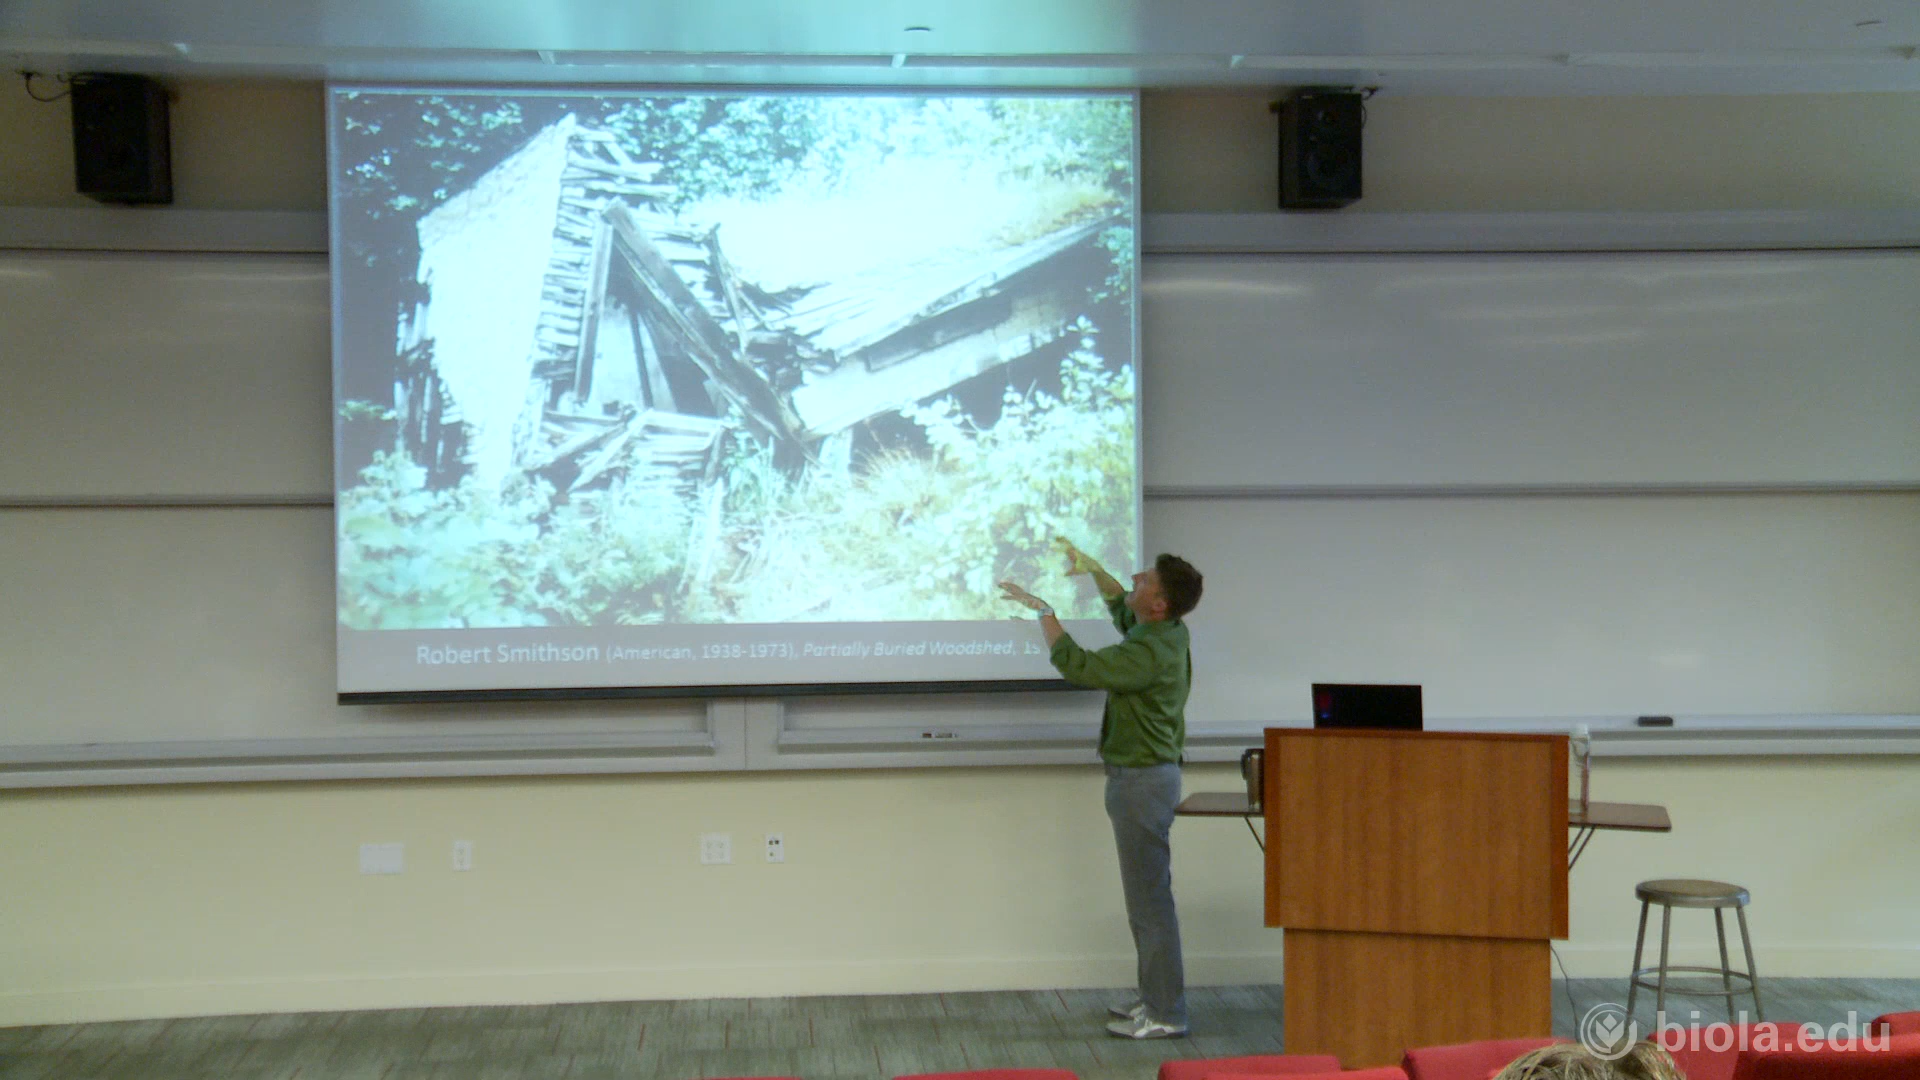 Robert Smithson (American, 1938-1973), Partially Buried Woodshed,
biola.edu